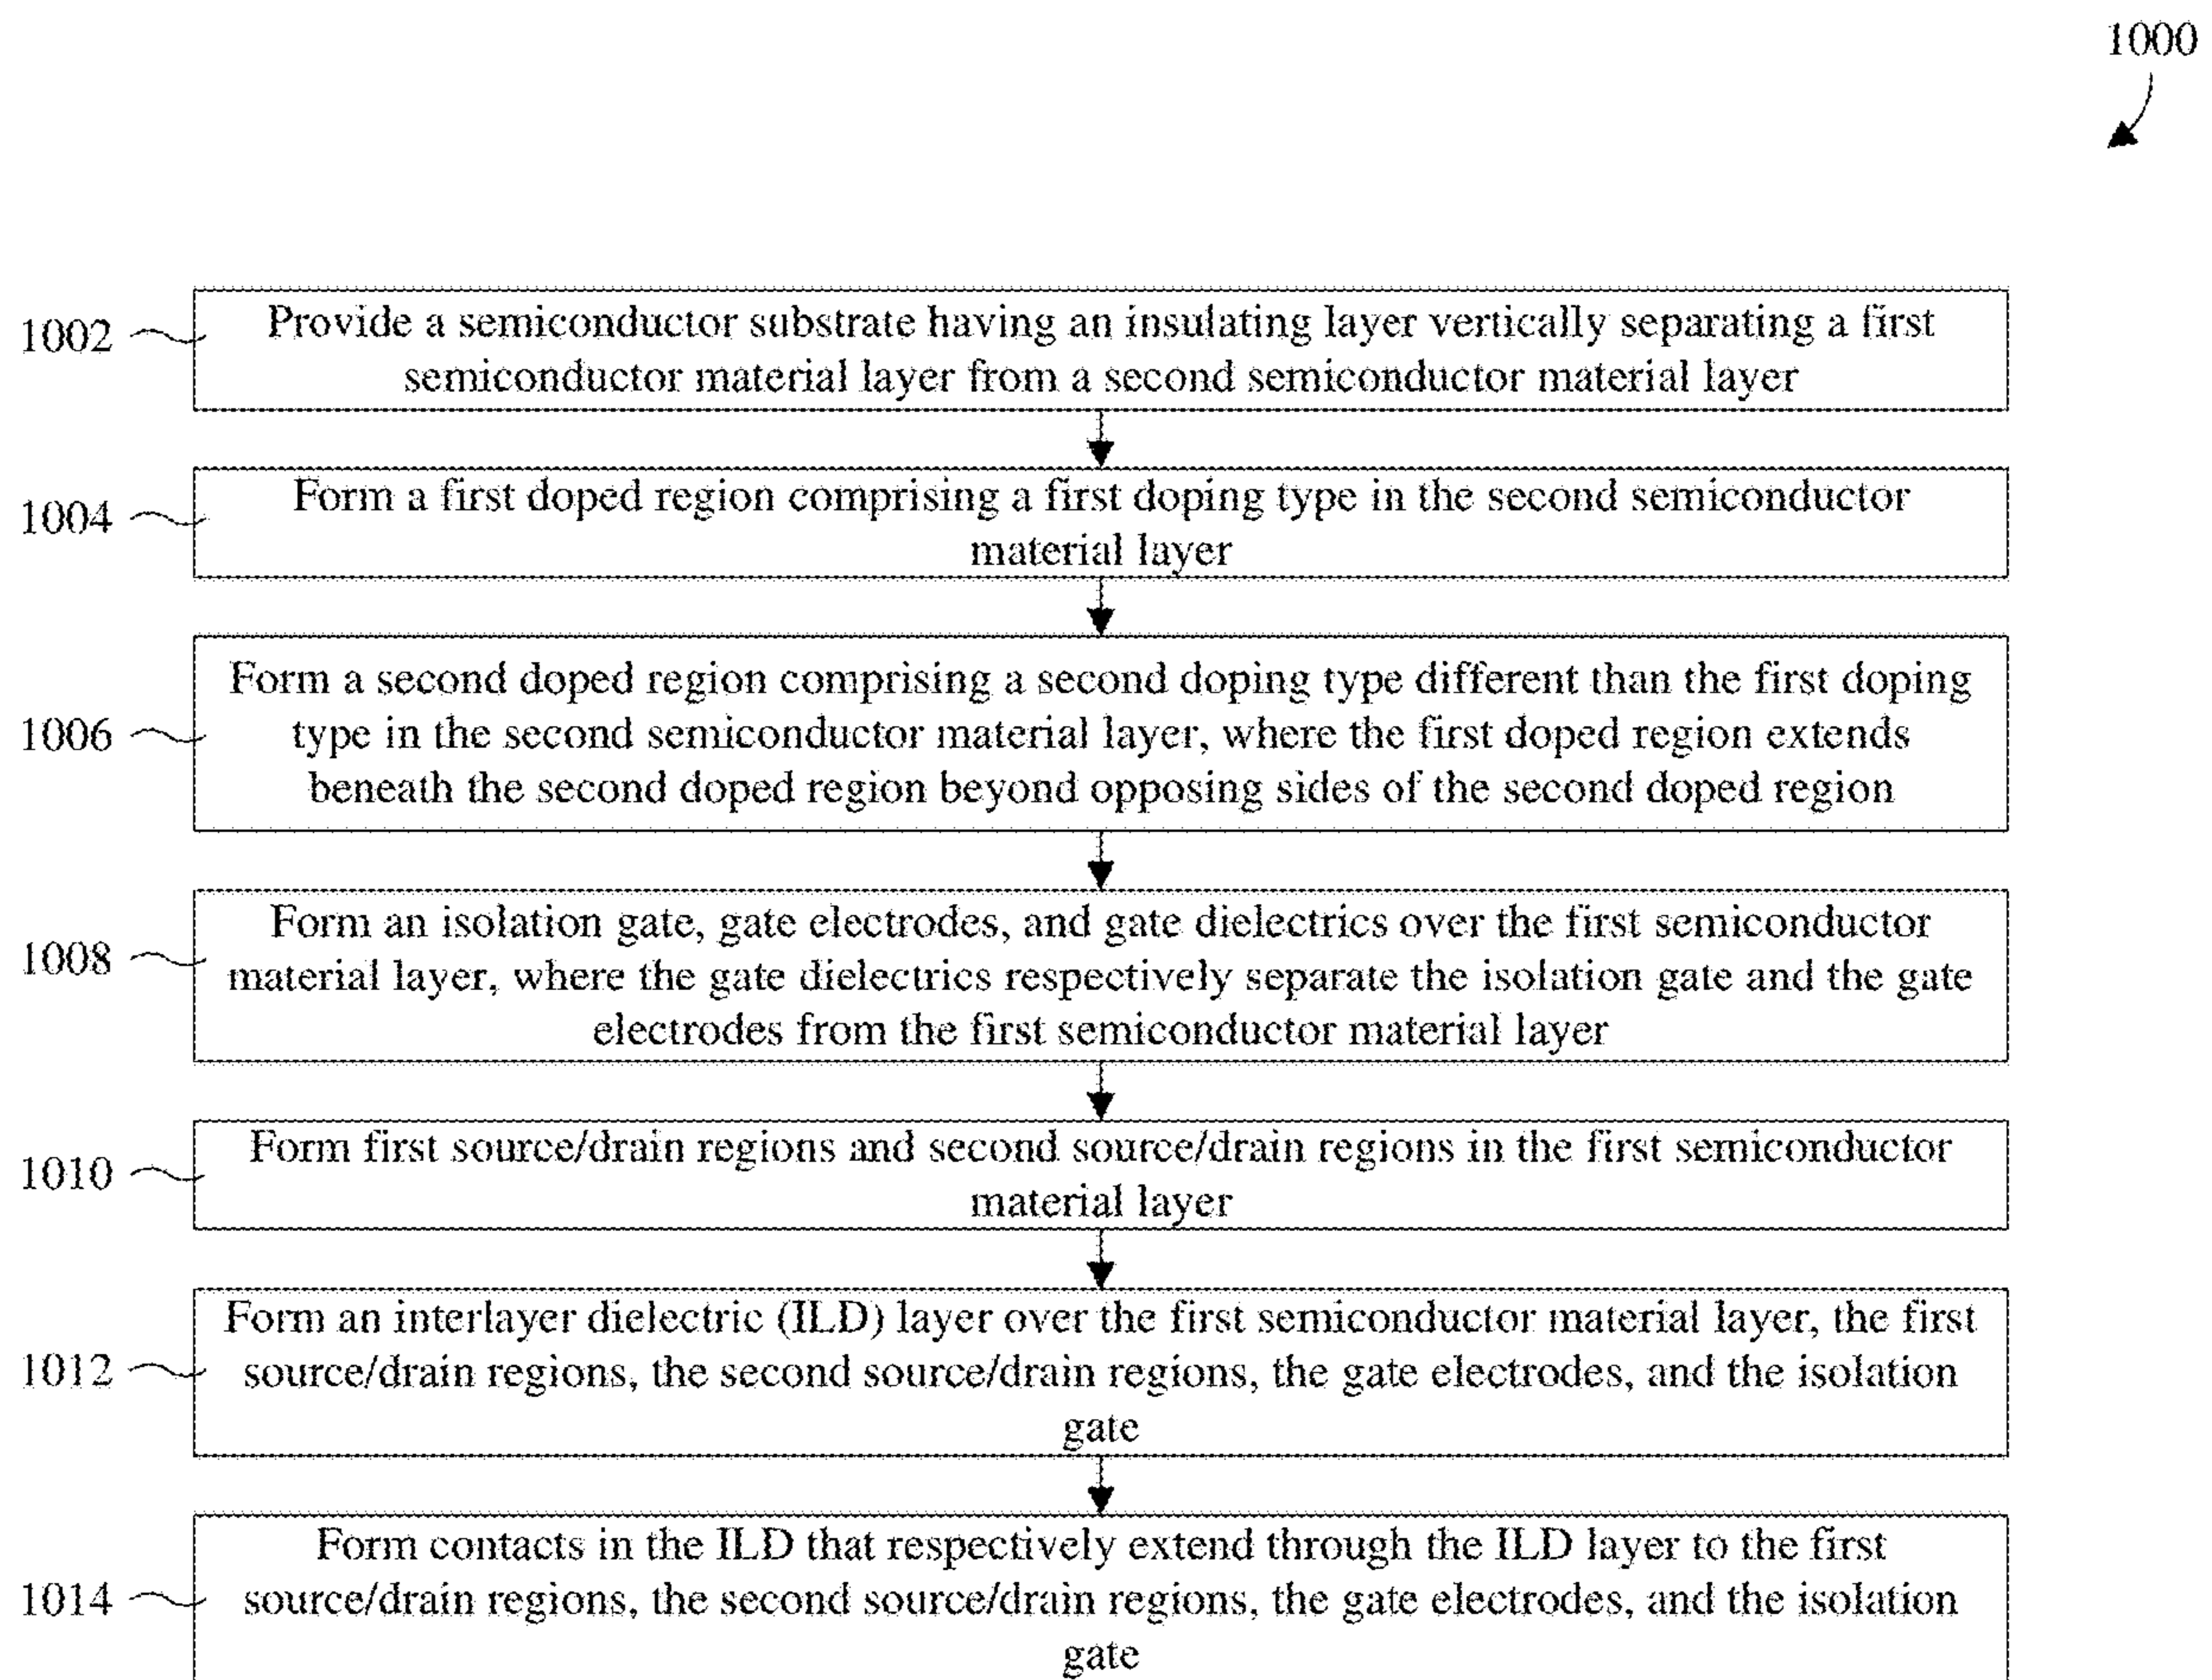 1000
1002
Provide a semiconductor substrate having an insulating layer vertically separating a first
semiconductor material layer from a second semiconductor material layer
1004
Form a first doped region comprising a first doping type in the second semiconductor
material layer
1006
Form a second doped region comprising a second doping type different than the first doping
type in the second semiconductor material layer, where the first doped region extends
beneath the second doped region beyond opposing sides of the second doped region
1008
Form an isolation gate, gate electrodes, and gate dielectrics over the first semiconductor
material layer, where the gate dielectrics respectively separate the isolation gate and the gate
electrodes from the first semiconductor material layer
1010
Form first source/drain regions and second source/drain regions in the first semiconductor
material layer
1012
Form an interlayer dielectric (ILD) layer over the first semiconductor material layer, the first
source/drain regions, the second source/drain regions, the gate electrodes, and the isolation
gate
1014
Form contacts in the ILD that respectively extend through the ILD layer to the first
source/drain regions, the second source/drain regions, the gate electrodes, and the isolation
gate